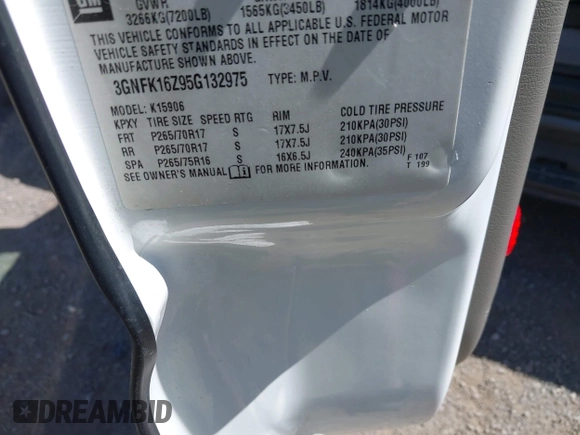 GM
GVWR
3266KG(7200LB) 1565KG(3450LB) 1814KG(4000LB)
THIS VEHICLE CONFORMS TO ALL APPLICABLE U.S. FEDERAL MOTOR
VEHICLE SAFETY STANDARDS IN EFFECT ON THE DATE OF
MANUFACTURE SHOWN ABOVE.
3GNFK16Z95G132975 TYPE: M.P.V.
MODEL: K15906
KPXY TIRE SIZE SPEED RTG RIM COLD TIRE PRESSURE
FRT P265/70R17 S 17X7.5J 210KPA(30PSI)
RR P265/70R17 S 17X7.5J 210KPA(30PSI)
SPA P265/75R16 S 16X6.5J 240KPA(35PSI)
SEE OWNER'S MANUAL FOR MORE INFORMATION. F 107
T 199
DREAMBID